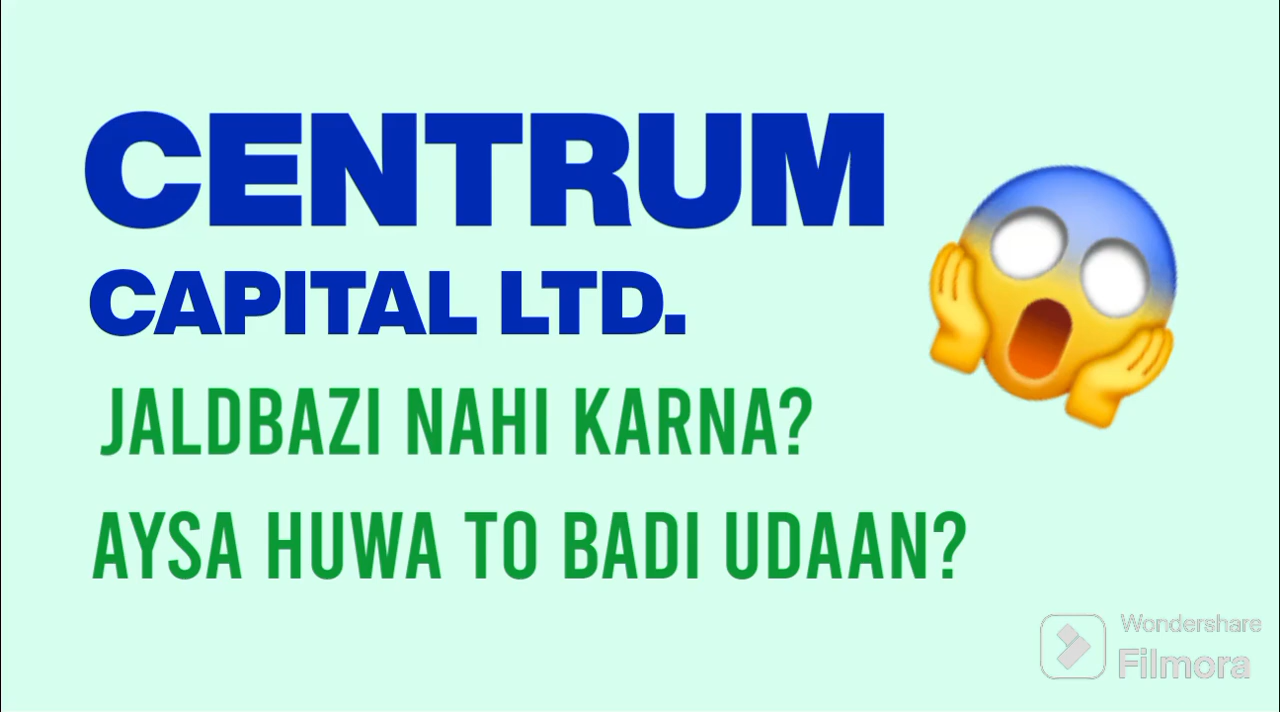 CENTRUM
CAPITAL LTD.
JALDBAZI NAHI KARNA?
AYSA HUWA TO BADI UDAAN?
Wondershare
Filmora